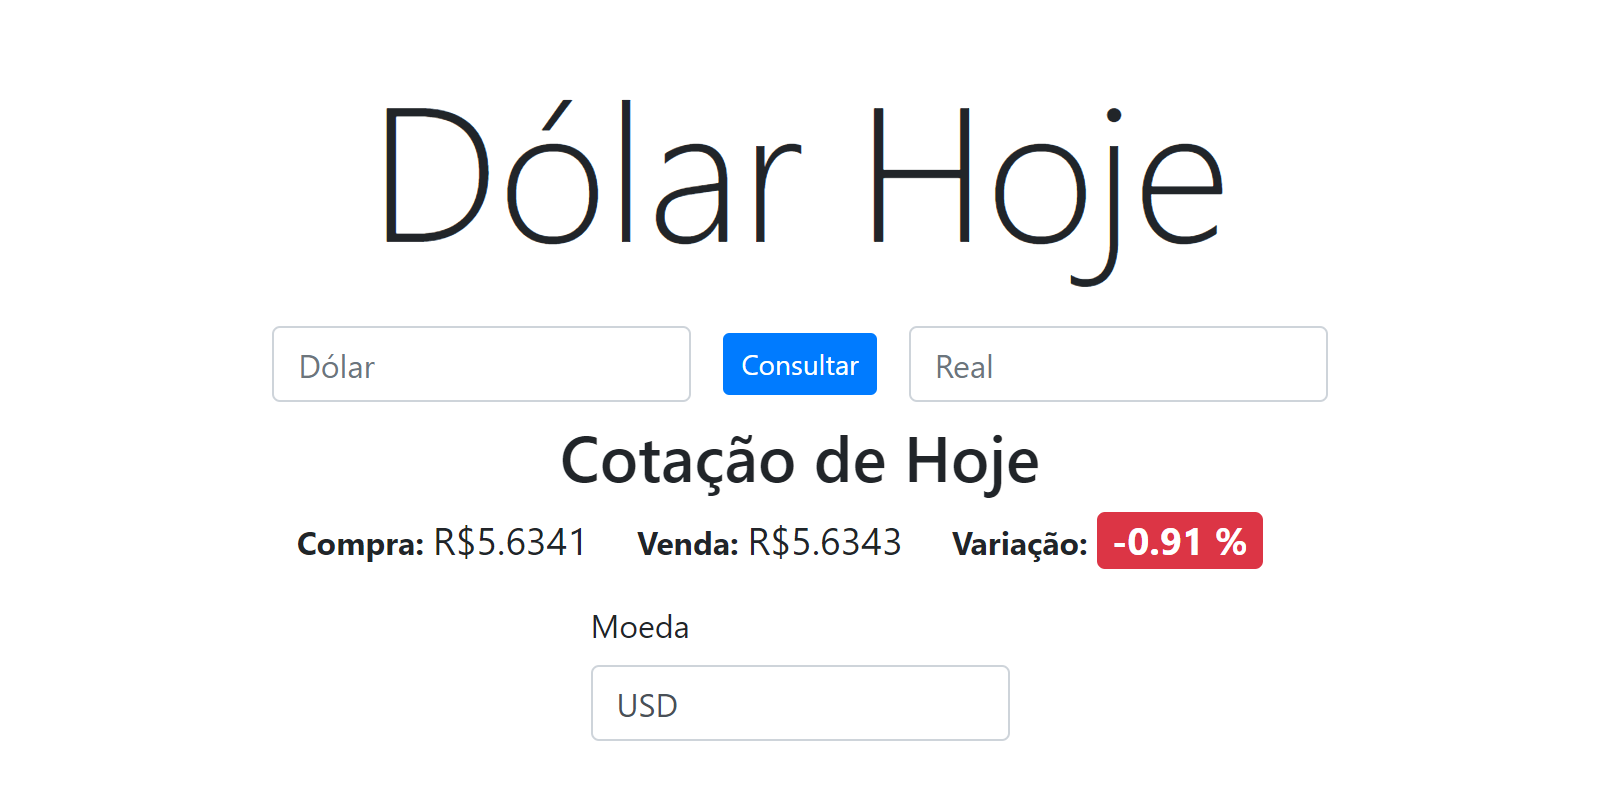 Dólar Hoje
Dólar Consultar Real
Cotação de Hoje
Compra: R$5.6341 Venda: R$5.6343 Variação: -0.91 %
Moeda
USD